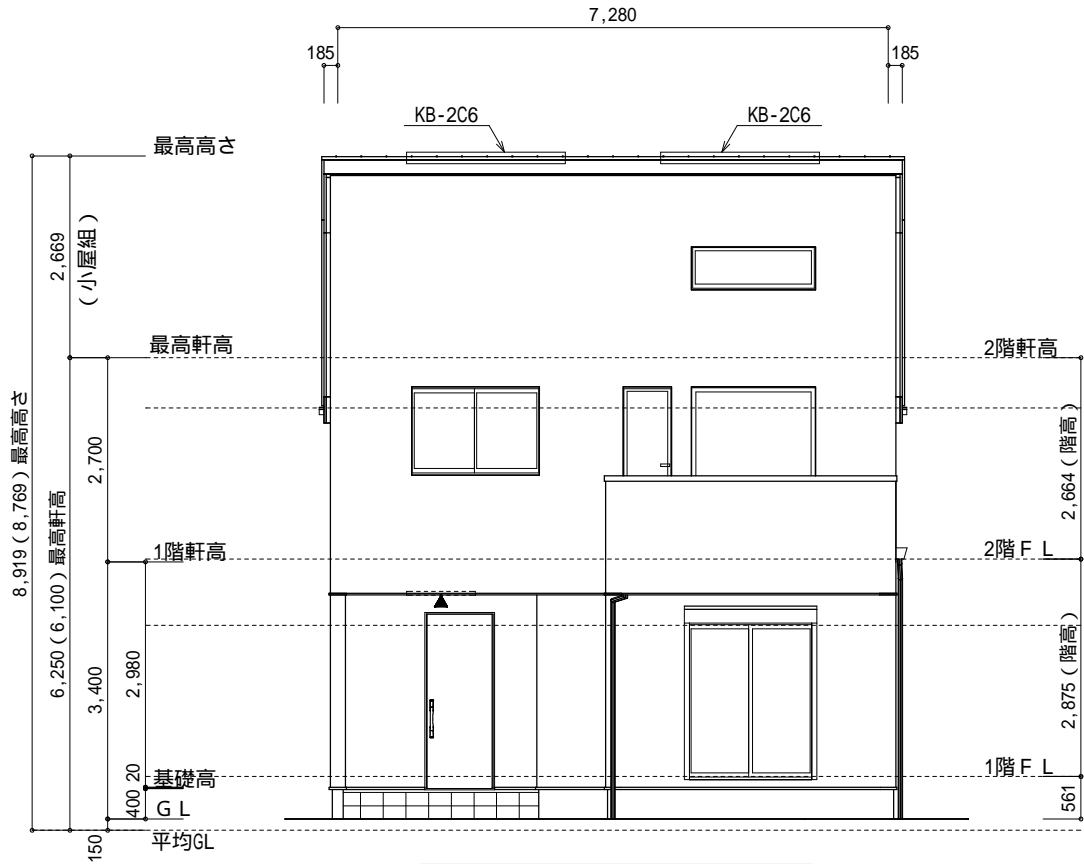 7,280
185
185
KB-2C6
KB-2C6
最高高さ
2,669
(小屋組)
最高軒高
2階軒高
8,919(8,769)最高高さ
6,250(6,100)最高軒高
2,700
2,664(階高)
1階軒高
2階FL
3,400
2,980
2,875(階高)
20
基礎高
1階FL
400
GL
561
150
平均GL